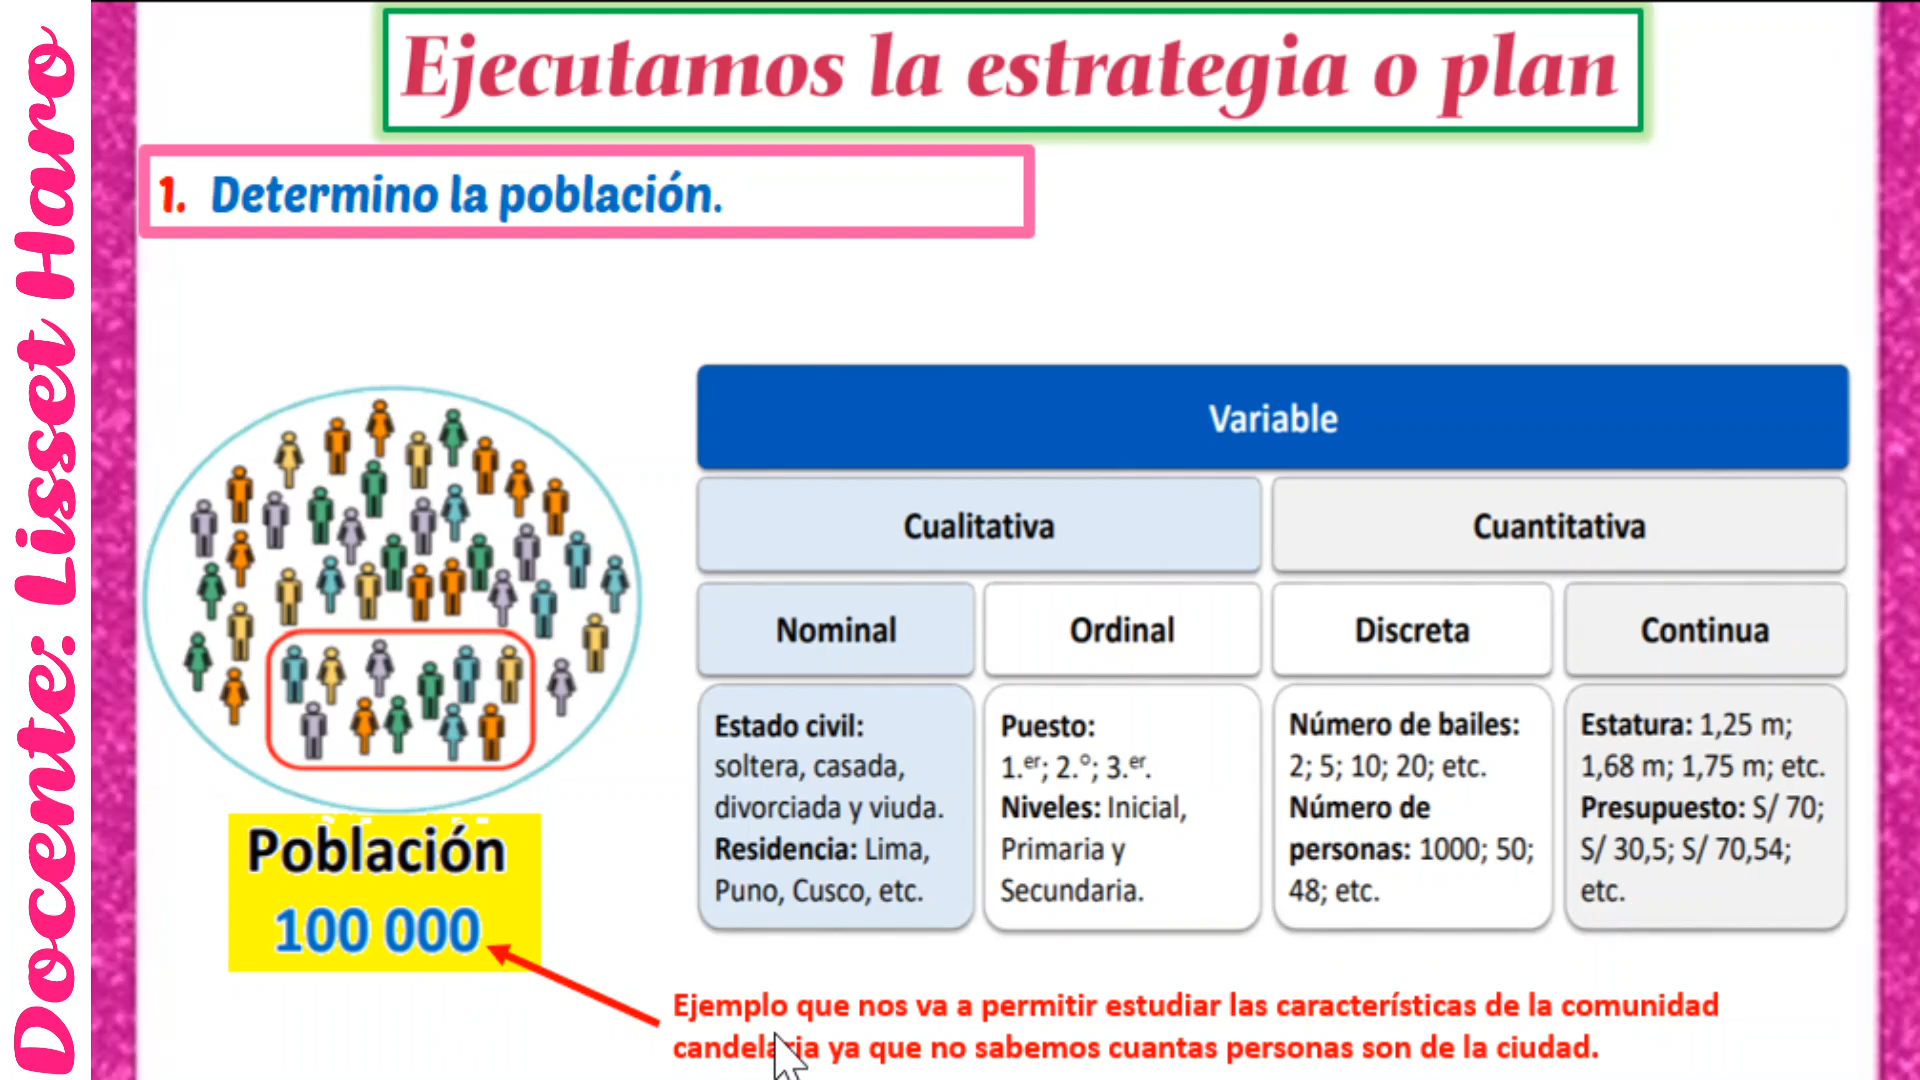 Docente: Lisset Haro
Ejecutamos la estrategia o plan
1. Determino la población.
Variable
Cualitativa
Cuantitativa
Nominal
Ordinal
Discreta
Continua
Estado civil:
soltera, casada,
divorciada y viuda.
Residencia: Lima,
Puno, Cusco, etc.
Puesto:
1.er; 2.°; 3.er.
Niveles: Inicial,
Primaria y
Secundaria.
Número de bailes:
2; 5; 10; 20; etc.
Número de
personas: 1000; 50;
48; etc.
Estatura: 1,25 m;
1,68 m; 1,75 m; etc.
Presupuesto: S/ 70;
S/ 30,5; S/ 70,54;
etc.
Población
100 000
Ejemplo que nos va a permitir estudiar las características de la comunidad
candelaria ya que no sabemos cuantas personas son de la ciudad.